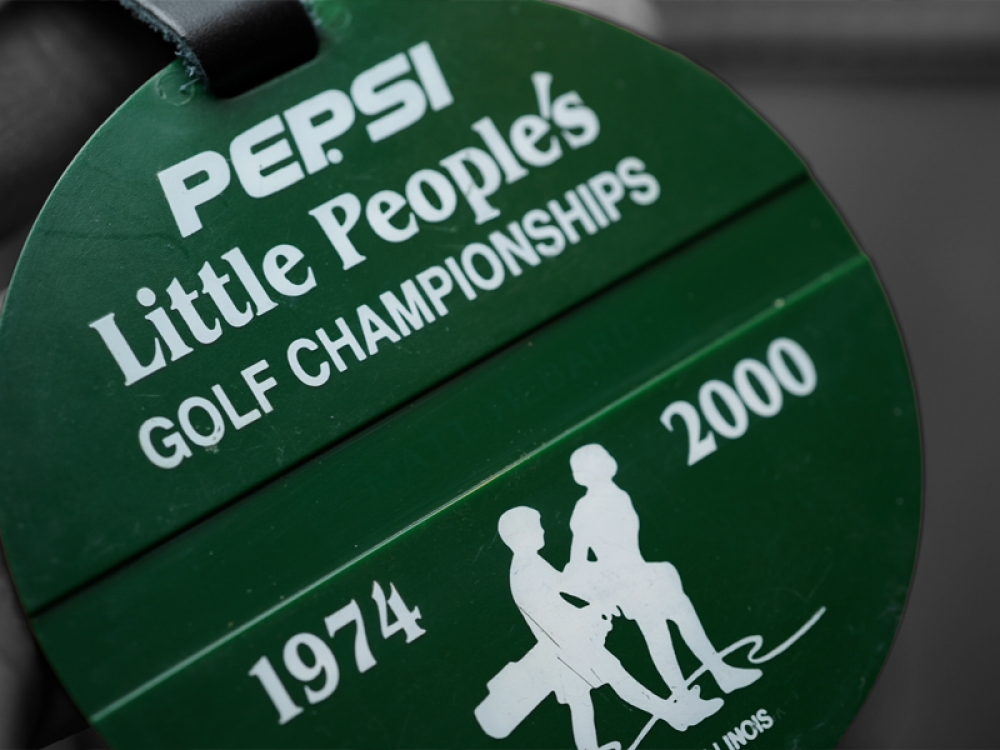 PEPSI
Little People's
GOLF CHAMPIONSHIPS
2000
1974